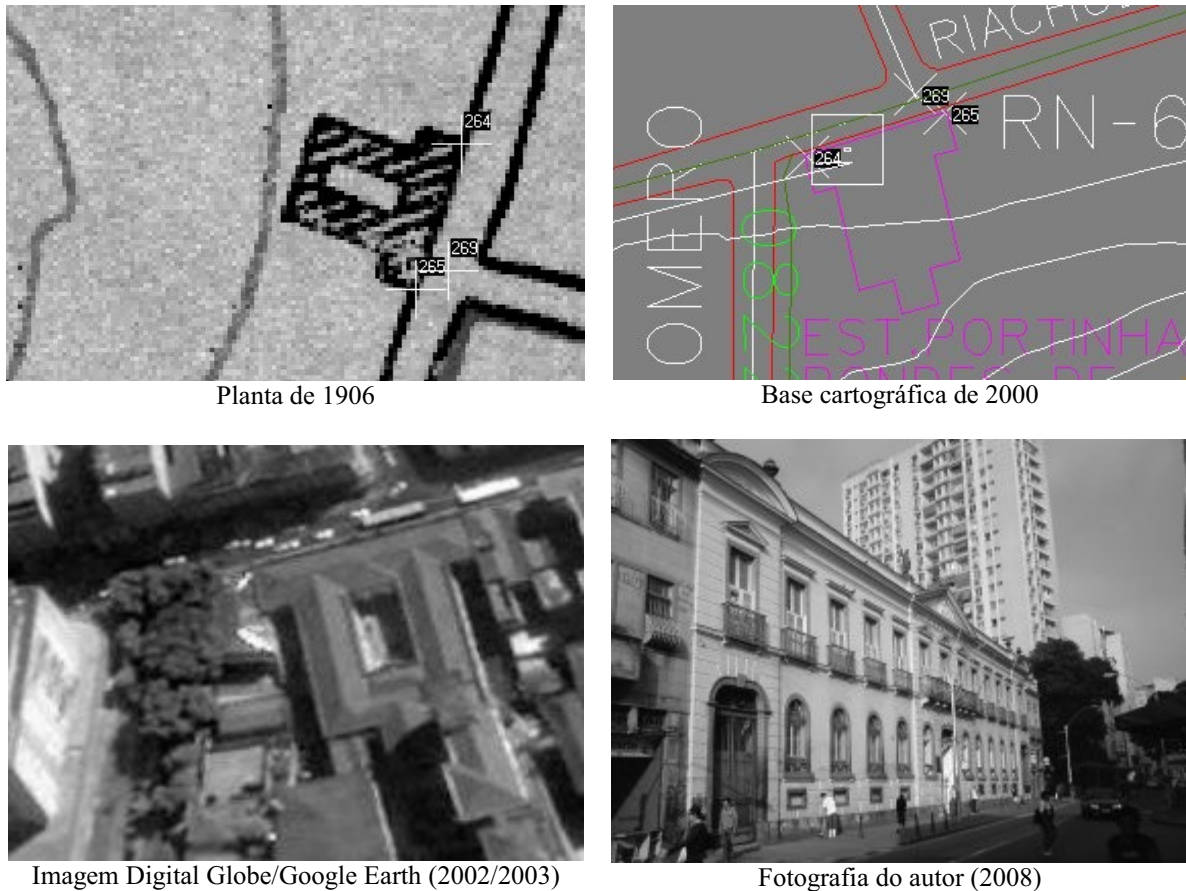 264
269
265
Planta de 1906
RIACHUE
269
265
RN-6
264
OMERO
EST.PORTINHA
Base cartográfica de 2000
Imagem Digital Globe/Google Earth (2002/2003)
Fotografia do autor (2008)